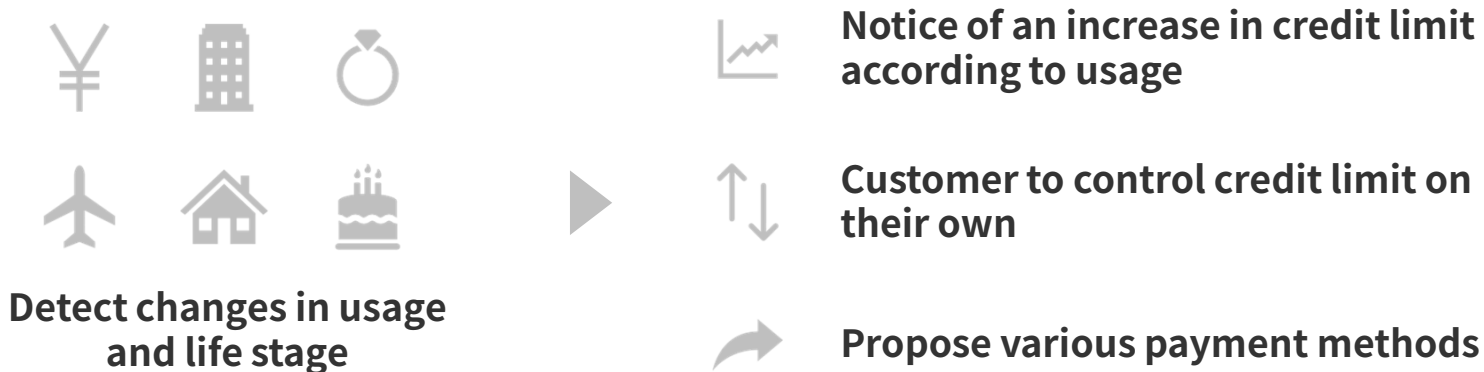 Detect changes in usage
and life stage
Notice of an increase in credit limit
according to usage
Customer to control credit limit on
their own
Propose various payment methods